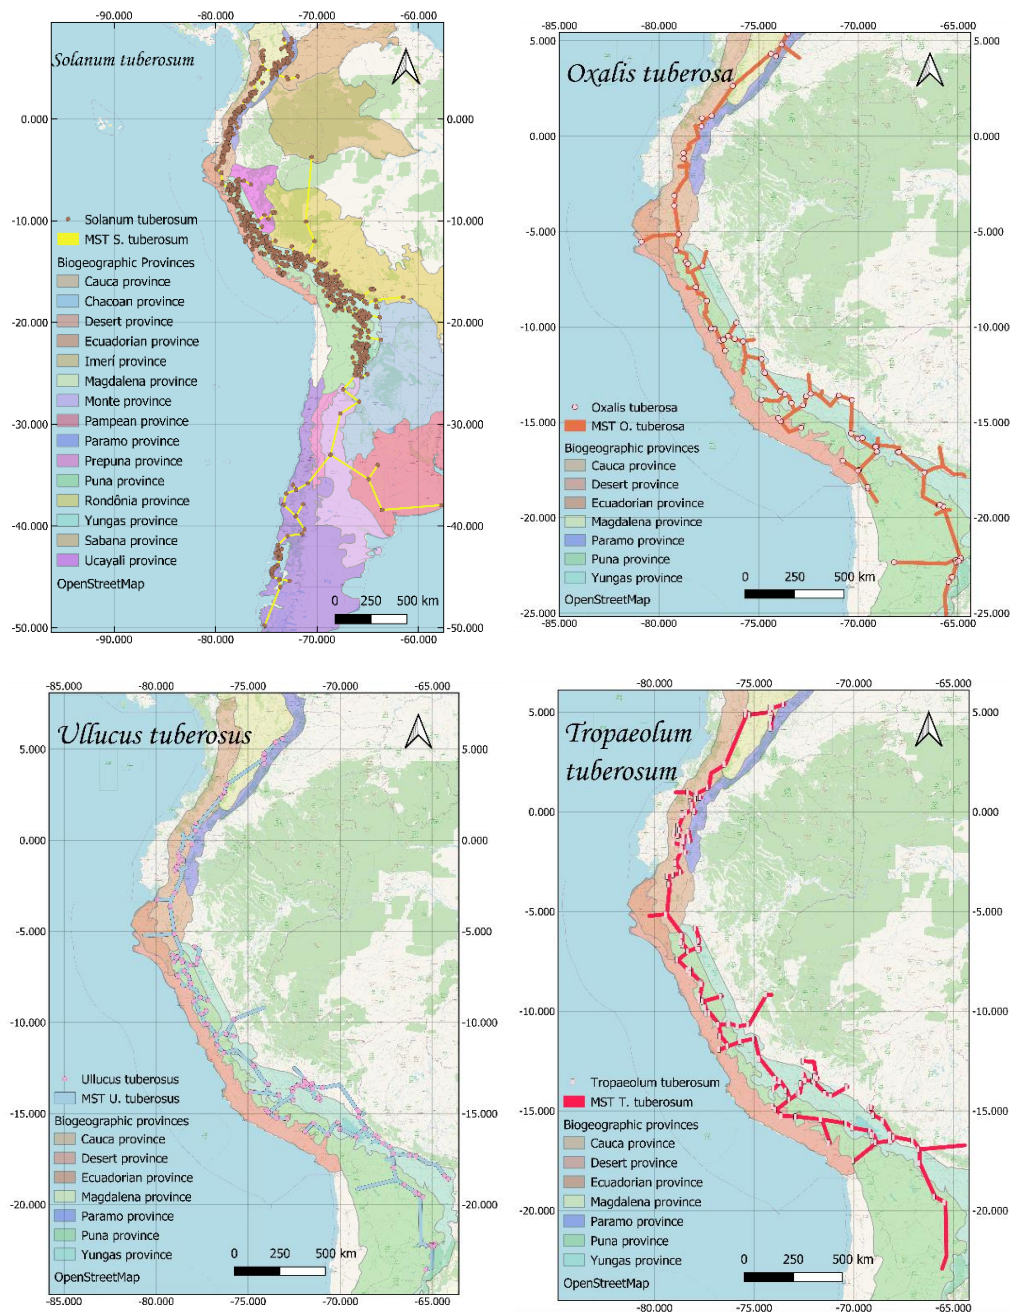 -90.000 -80.000 -70.000 -60.000
Solanum tuberosum
0.000 0.000
-10.000 -10.000
-20.000 -20.000
-30.000 -30.000
-40.000 -40.000
-50.000 -50.000
Solanum tuberosum
MST S. tuberosum
Biogeographic Provinces
Cauca province
Chacoan province
Desert province
Ecuadorian province
Imerí province
Magdalena province
Monte province
Pampean province
Paramo province
Prepuna province
Puna province
Rondônia province
Yungas province
Sabana province
Ucayali province
OpenStreetMap
0 250 500 km
-90.000 -80.000 -70.000 -60.000
-85.000 -80.000 -75.000 -70.000 -65.000
Oxalis tuberosa
5.000 5.000
0.000 0.000
-5.000 -5.000
-10.000 -10.000
-15.000 -15.000
-20.000 -20.000
-25.000 -25.000
Oxalis tuberosa
MST O. tuberosa
Biogeographic provinces
Cauca province
Desert province
Ecuadorian province
Magdalena province
Paramo province
Puna province
Yungas province
OpenStreetMap
0 250 500 km
-85.000 -80.000 -75.000 -70.000 -65.000
-85.000 -80.000 -75.000 -70.000 -65.000
Ullucus tuberosus
5.000 5.000
0.000 0.000
-5.000 -5.000
-10.000 -10.000
-15.000 -15.000
-20.000 -20.000
Ullucus tuberosus
MST U. tuberosus
Biogeographic provinces
Cauca province
Desert province
Ecuadorian province
Magdalena province
Paramo province
Puna province
Yungas province
OpenStreetMap
0 250 500 km
-85.000 -80.000 -75.000 -70.000 -65.000
-80.000 -75.000 -70.000 -65.000
Tropaeolum
tuberosum
5.000 5.000
0.000 0.000
-5.000 -5.000
-10.000 -10.000
-15.000 -15.000
-20.000 -20.000
Tropaeolum tuberosum
MST T. tuberosum
Biogeographic provinces
Cauca province
Desert province
Ecuadorian province
Magdalena province
Paramo province
Puna province
Yungas province
OpenStreetMap
0 250 500 km
-80.000 -75.000 -70.000 -65.000